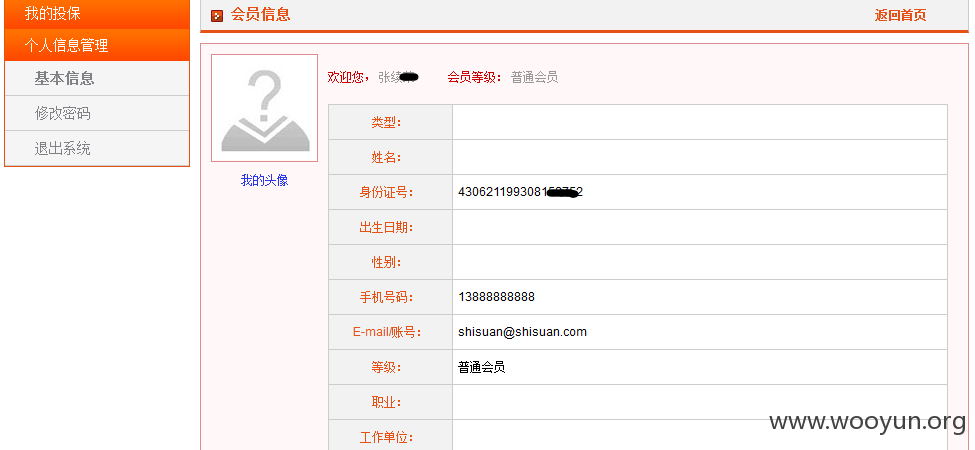 我的投保
个人信息管理
基本信息
修改密码
退出系统
会员信息 返回首页
我的头像
欢迎您， 张续 会员等级： 普通会员
类型：
姓名：
身份证号： 4306211993081
出生日期：
性别：
手机号码： 13888888888
E-mail/账号： shisuan@shisuan.com
等级： 普通会员
职业：
工作单位：
www.wooyun.org